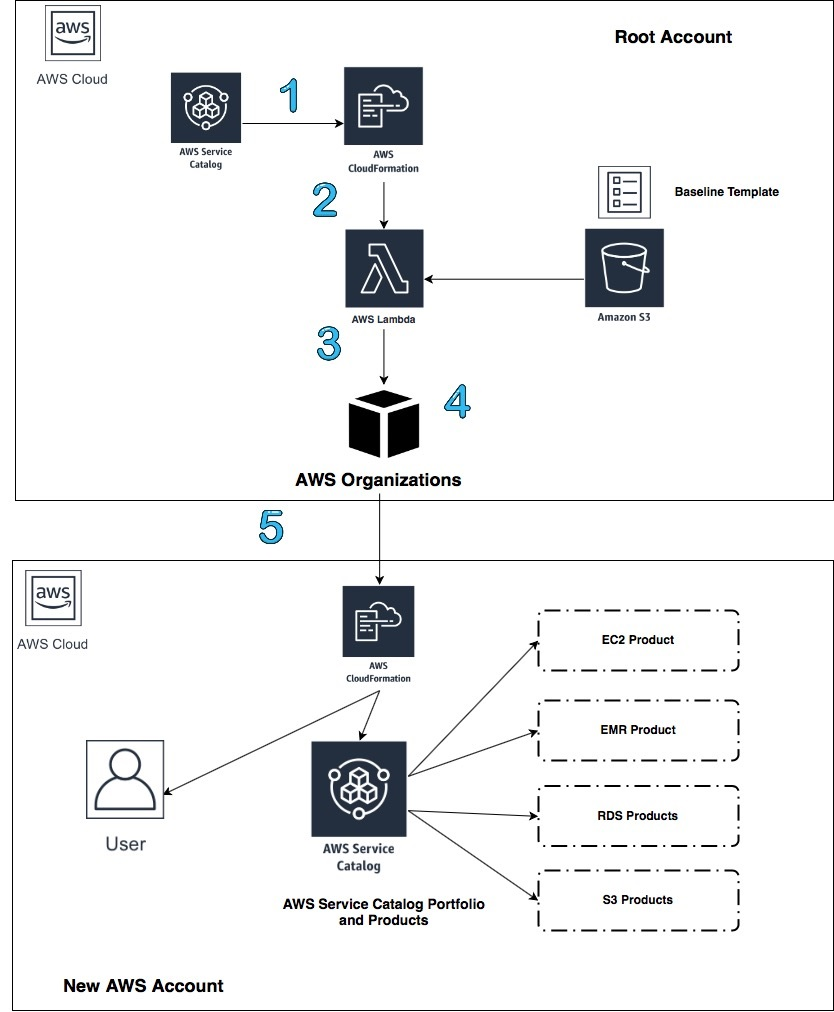 aws
AWS Cloud
Root Account
1
AWS Service
Catalog
AWS
CloudFormation
2
Baseline Template
AWS Lambda
Amazon S3
3
4
AWS Organizations
5
aws
AWS Cloud
AWS
CloudFormation
EC2 Product
EMR Product
RDS Products
S3 Products
User
AWS Service
Catalog
AWS Service Catalog Portfolio
and Products
New AWS Account